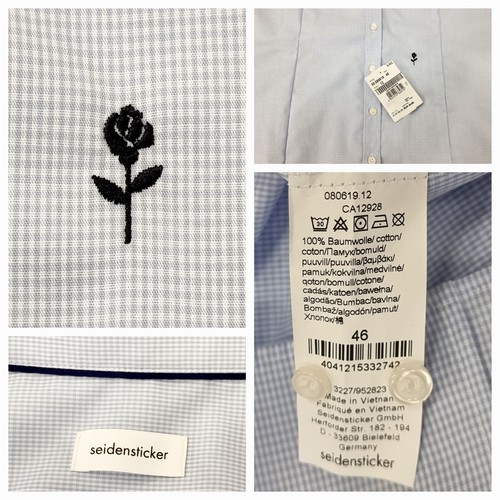 080619.12
CA12928
30
100% Baumwolle/ cotton/
coton/Памук/bomuld/
puuvill/puuvilla/βαμβάκι/
pamuk/kokvilna/medvilnė/
qoton/bomull/cotone/
cadás/katoen/bawełna/
algodão/Bumbac/bavlna/
Bombaž/algodón/pamut/
Хлопок/棉
46
4041215332742
3227/952823
Made in Vietnam
Fabriqué en Vietnam
Seidensticker GmbH
Herforder Str. 182 - 194
D - 33609 Bielefeld
Germany
seidensticker
seidensticker